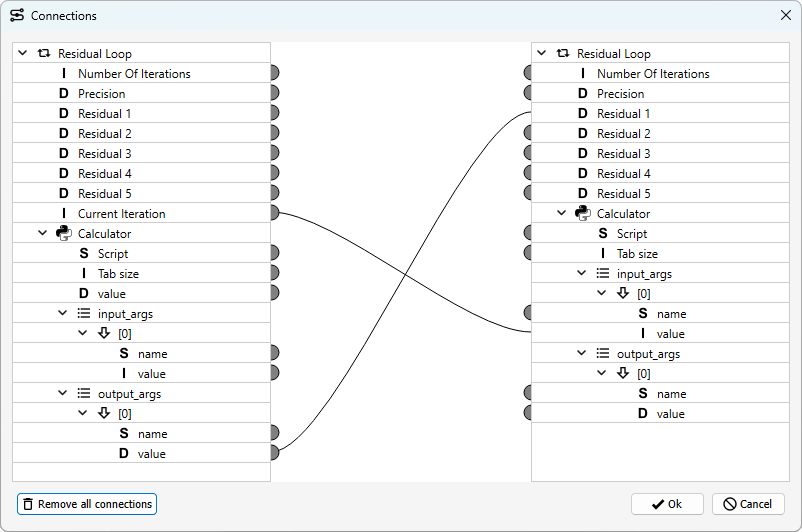 Connections
Residual Loop
I Number Of Iterations
D Precision
D Residual 1
D Residual 2
D Residual 3
D Residual 4
D Residual 5
I Current Iteration
Calculator
S Script
I Tab size
D value
input_args
[0]
S name
I value
output_args
[0]
S name
D value
Residual Loop
I Number Of Iterations
D Precision
D Residual 1
D Residual 2
D Residual 3
D Residual 4
D Residual 5
Calculator
S Script
I Tab size
input_args
[0]
S name
I value
output_args
[0]
S name
D value
Remove all connections
Ok
Cancel